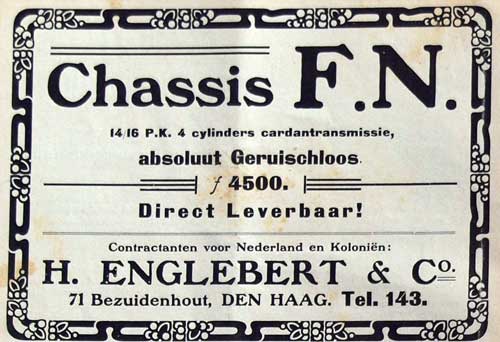 Chassis F.N.
14/16 P.K. 4 cylinders cardantransmissie,
absoluut Geruischloos.
ƒ 4500.
Direct Leverbaar!
Contractanten voor Nederland en Koloniën:
H. ENGLEBERT & Co.
71 Bezuidenhout, DEN HAAG. Tel. 143.